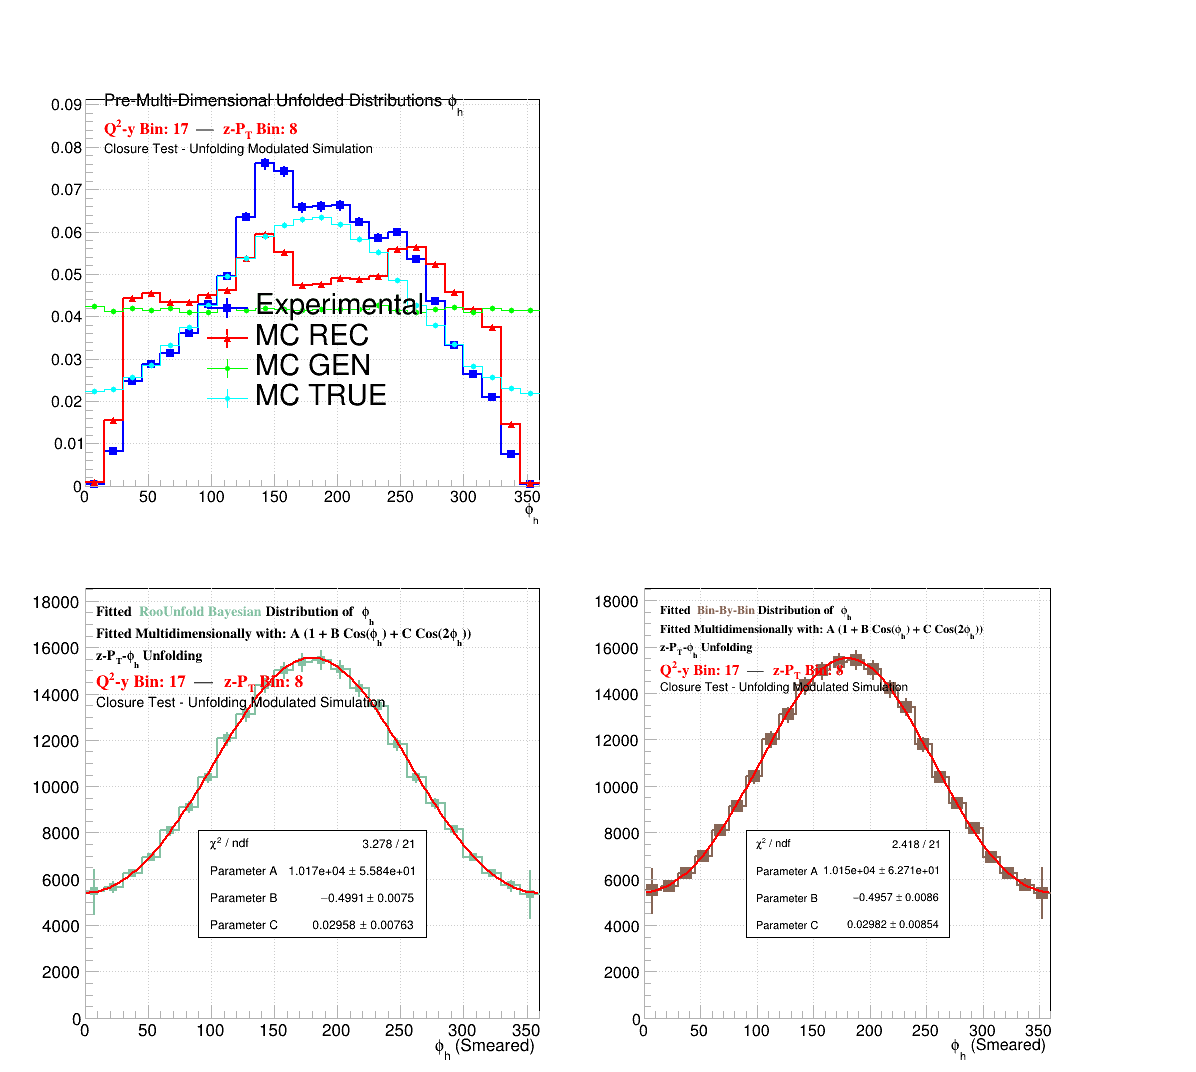 Pre-Multi-Dimensional Unfolded Distributions ϕh
Q²-y Bin: 17 — z-PT Bin: 8
Closure Test - Unfolding Modulated Simulation
0.09
0.08
0.07
0.06
0.05
0.04
0.03
0.02
0.01
0
Experimental
MC REC
MC GEN
MC TRUE
0 50 100 150 200 250 300 350
ϕh
Fitted RooUnfold Bayesian Distribution of ϕh
Fitted Multidimensionally with: A (1 + B Cos(ϕh) + C Cos(2ϕh))
z-PT-ϕh Unfolding
Q²-y Bin: 17 — z-PT Bin: 8
Closure Test - Unfolding Modulated Simulation
18000
16000
14000
12000
10000
8000
6000
4000
2000
0
χ² / ndf 3.278 / 21
Parameter A 1.017e+04 ± 5.584e+01
Parameter B −0.4991 ± 0.0075
Parameter C 0.02958 ± 0.00763
0 50 100 150 200 250 300 350
ϕh (Smeared)
Fitted Bin-By-Bin Distribution of ϕh
Fitted Multidimensionally with: A (1 + B Cos(ϕh) + C Cos(2ϕh))
z-PT-ϕh Unfolding
Q²-y Bin: 17 — z-PT Bin: 8
Closure Test - Unfolding Modulated Simulation
18000
16000
14000
12000
10000
8000
6000
4000
2000
0
χ² / ndf 2.418 / 21
Parameter A 1.015e+04 ± 6.271e+01
Parameter B −0.4957 ± 0.0086
Parameter C 0.02982 ± 0.00854
0 50 100 150 200 250 300 350
ϕh (Smeared)